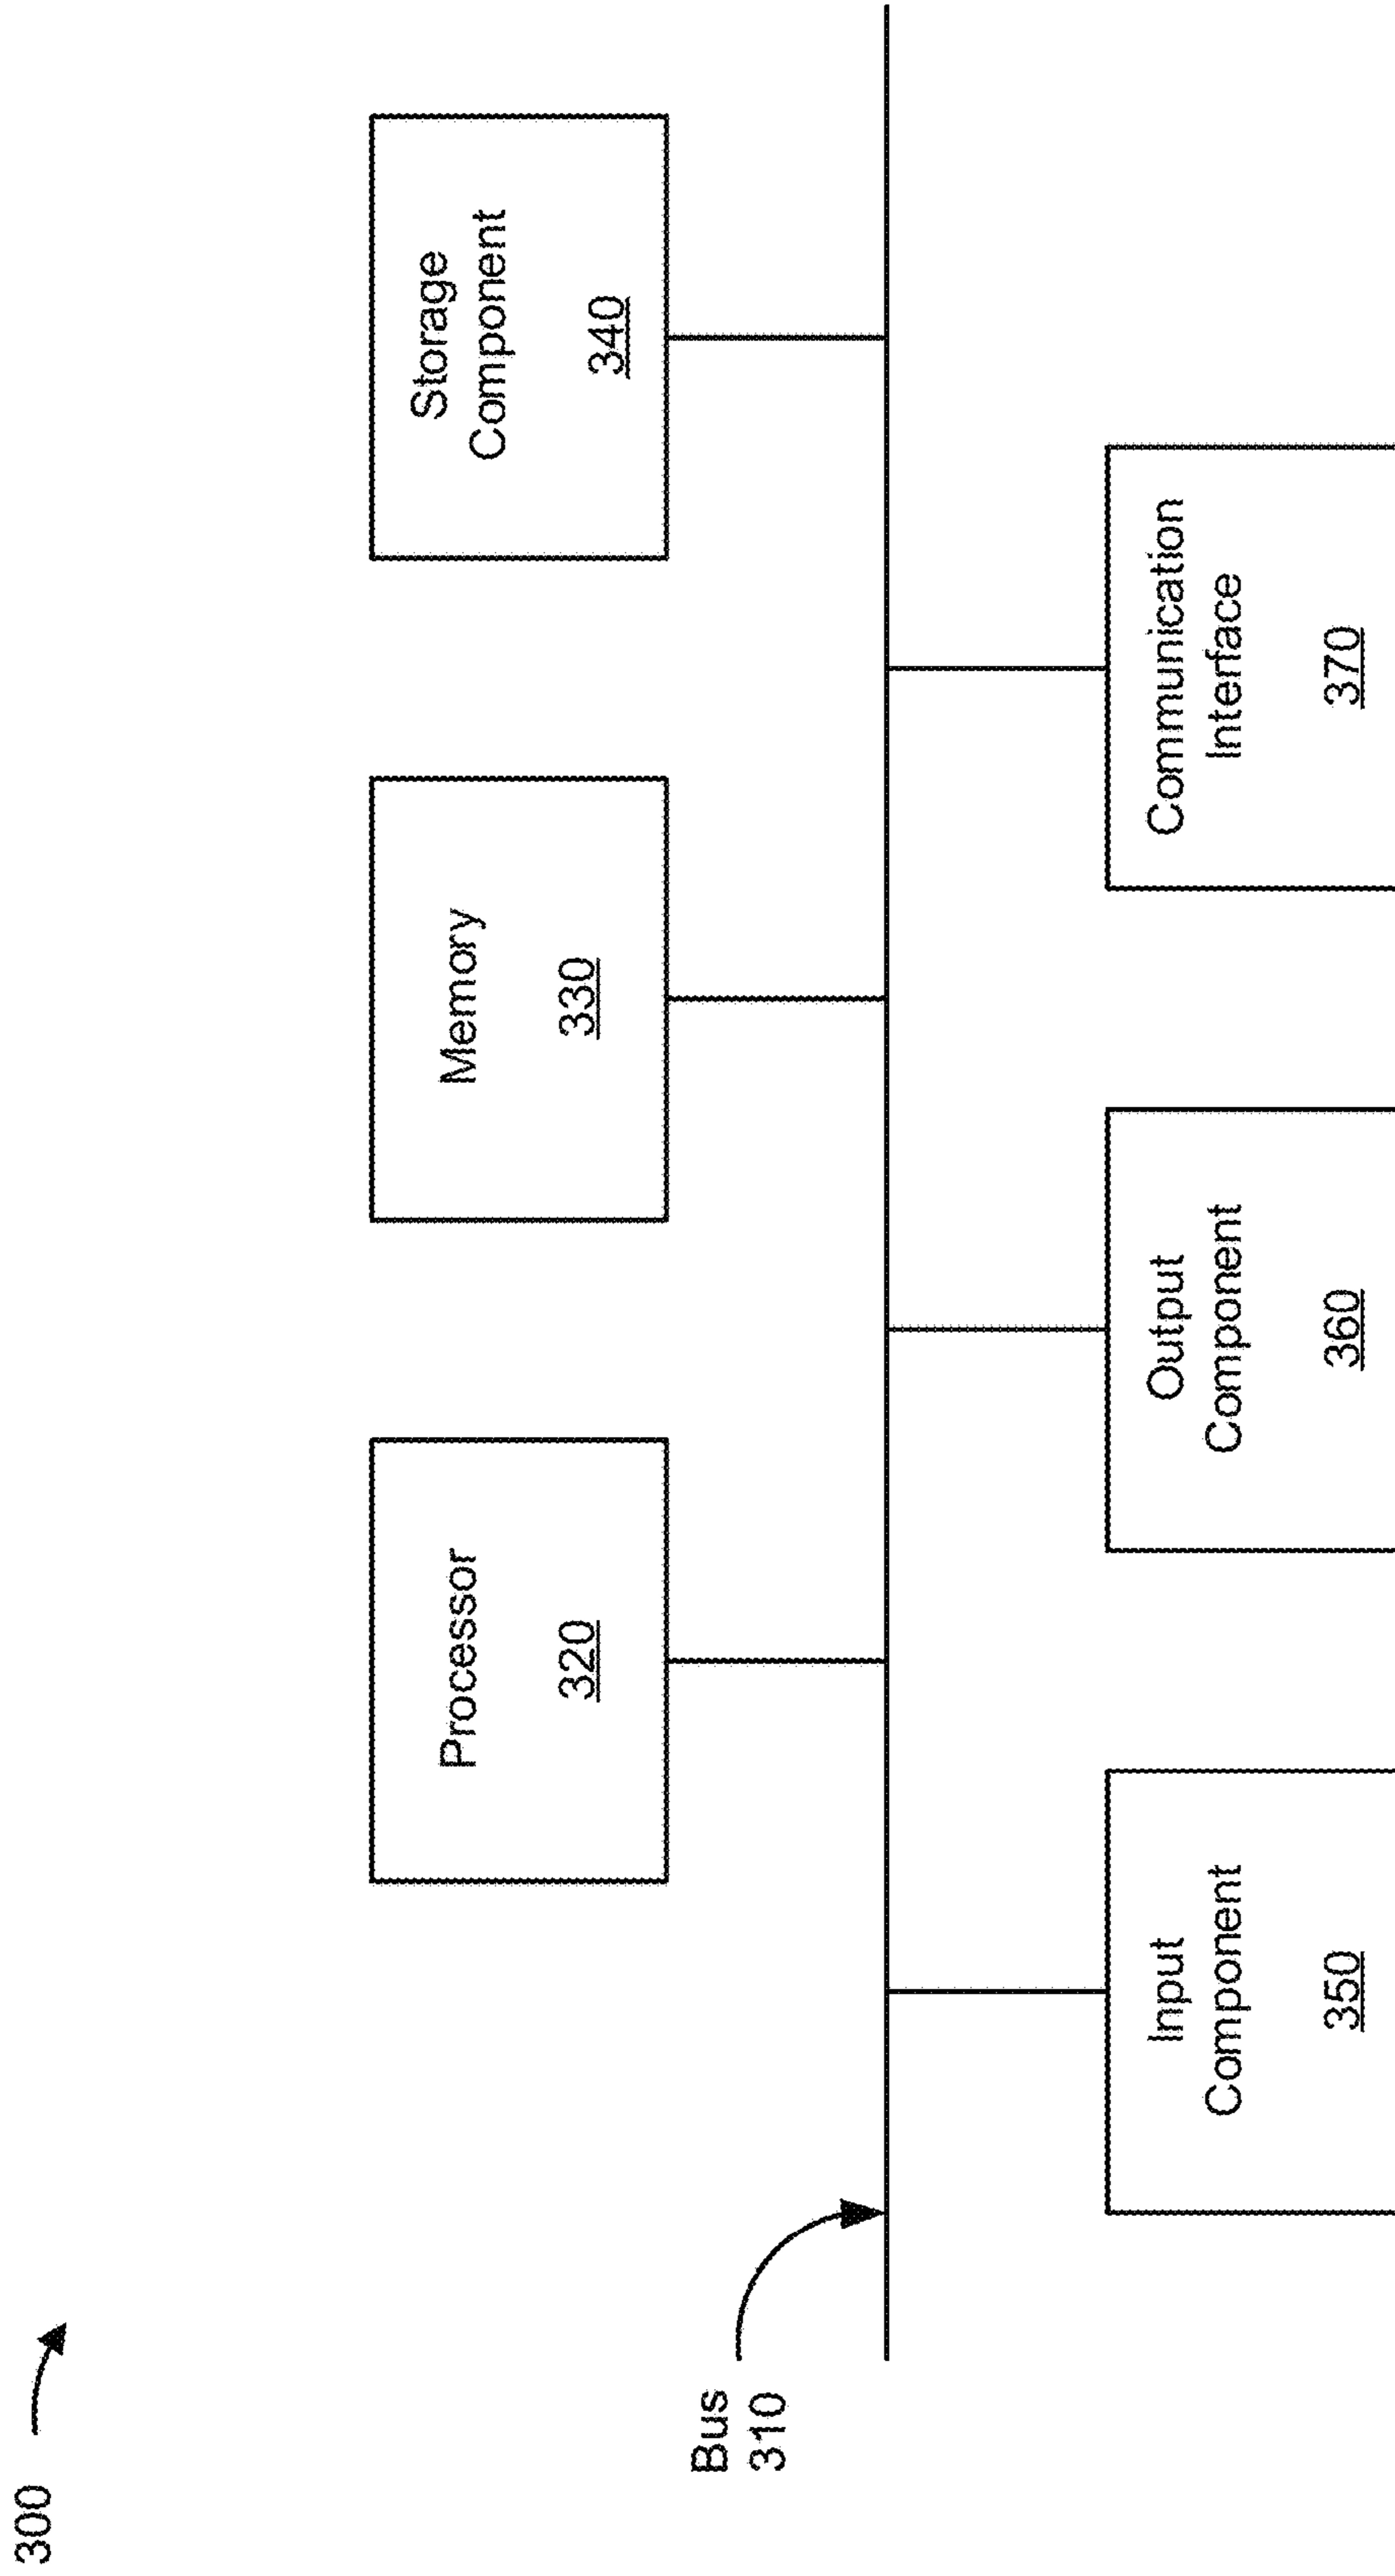 300
Processor
320
Memory
330
Storage
Component
340
Bus
310
Input
Component
350
Output
Component
360
Communication
Interface
370